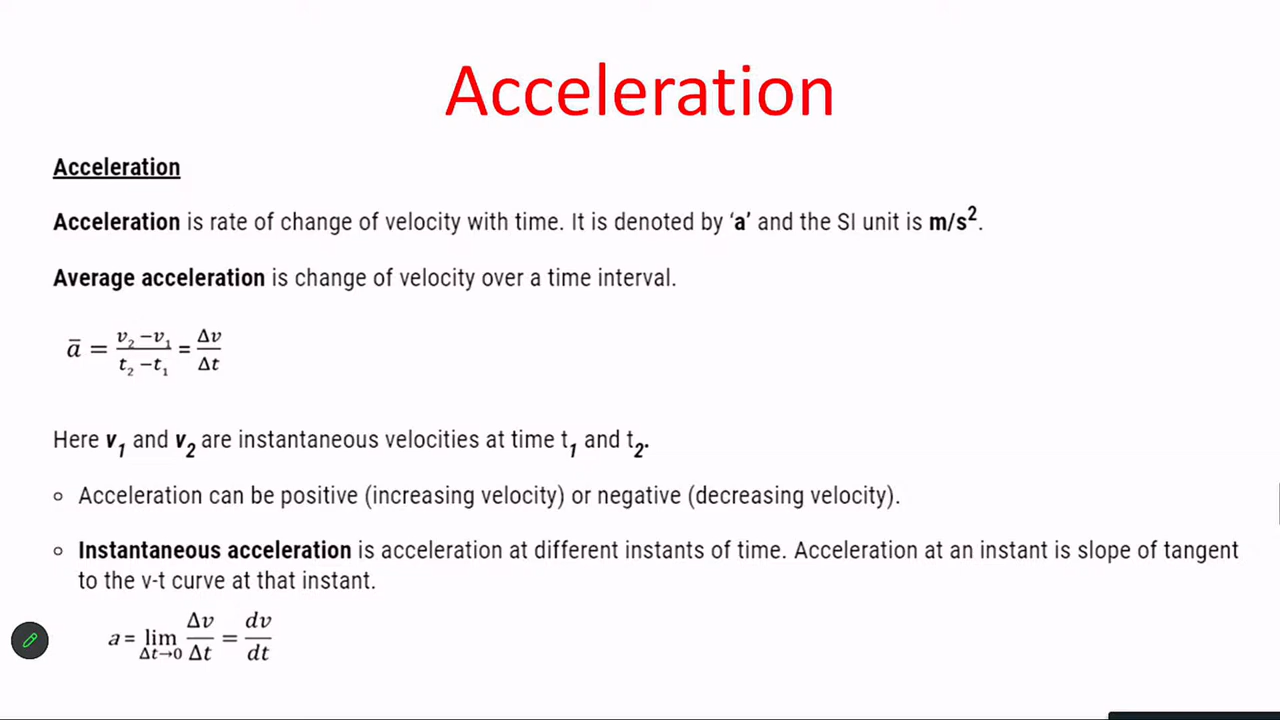 Acceleration
Acceleration
Acceleration is rate of change of velocity with time. It is denoted by ‘a’ and the SI unit is m/s².
Average acceleration is change of velocity over a time interval.
a̅ = (v₂ − v₁)/(t₂ − t₁) = Δv/Δt
Here v₁ and v₂ are instantaneous velocities at time t₁ and t₂.
○ Acceleration can be positive (increasing velocity) or negative (decreasing velocity).
○ Instantaneous acceleration is acceleration at different instants of time. Acceleration at an instant is slope of tangent
to the v-t curve at that instant.
a = lim Δt→0 Δv/Δt = dv/dt